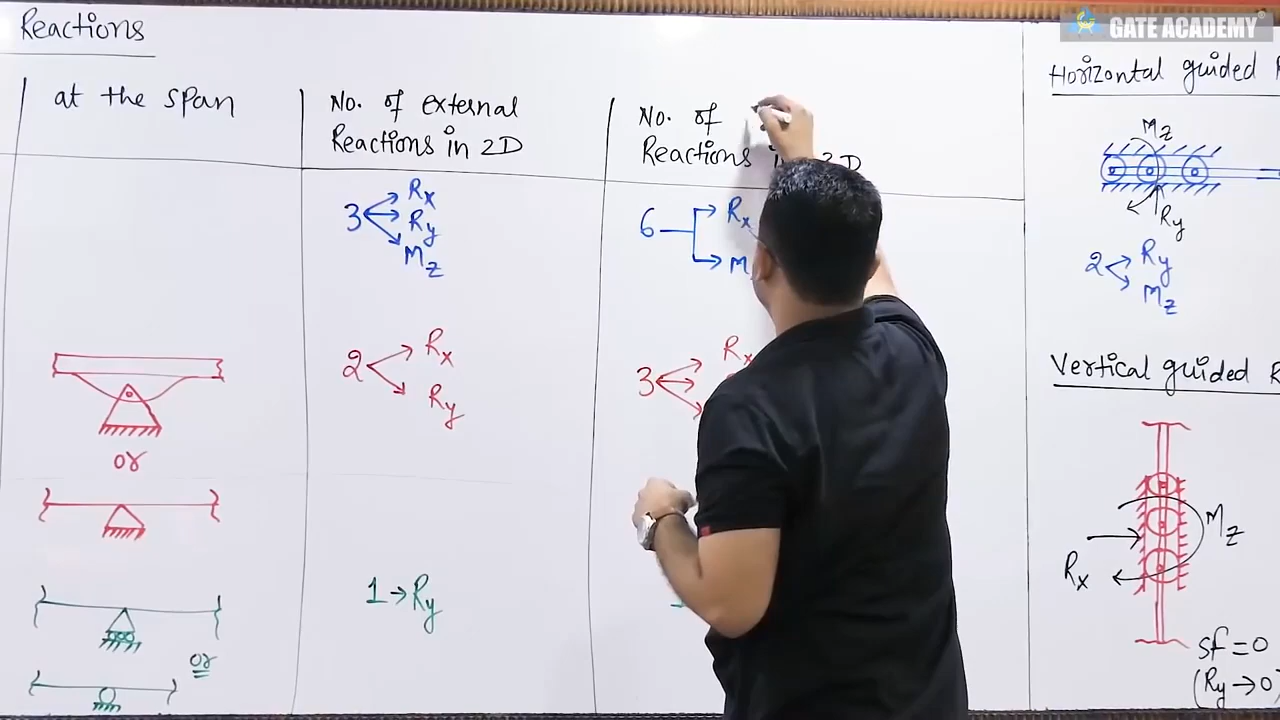 Reactions
GATE ACADEMY
at the span
No. of external
Reactions in 2D
No. of
Reactions in 3D
3
Rx
Ry
Mz
6
Rx
M
2
Rx
Ry
3
Rx
or
1 → Ry
or
Horizontal guided
Mz
Ry
2
Ry
Mz
Vertical guided R
Mz
Rx
sf = 0
(Ry → 0)